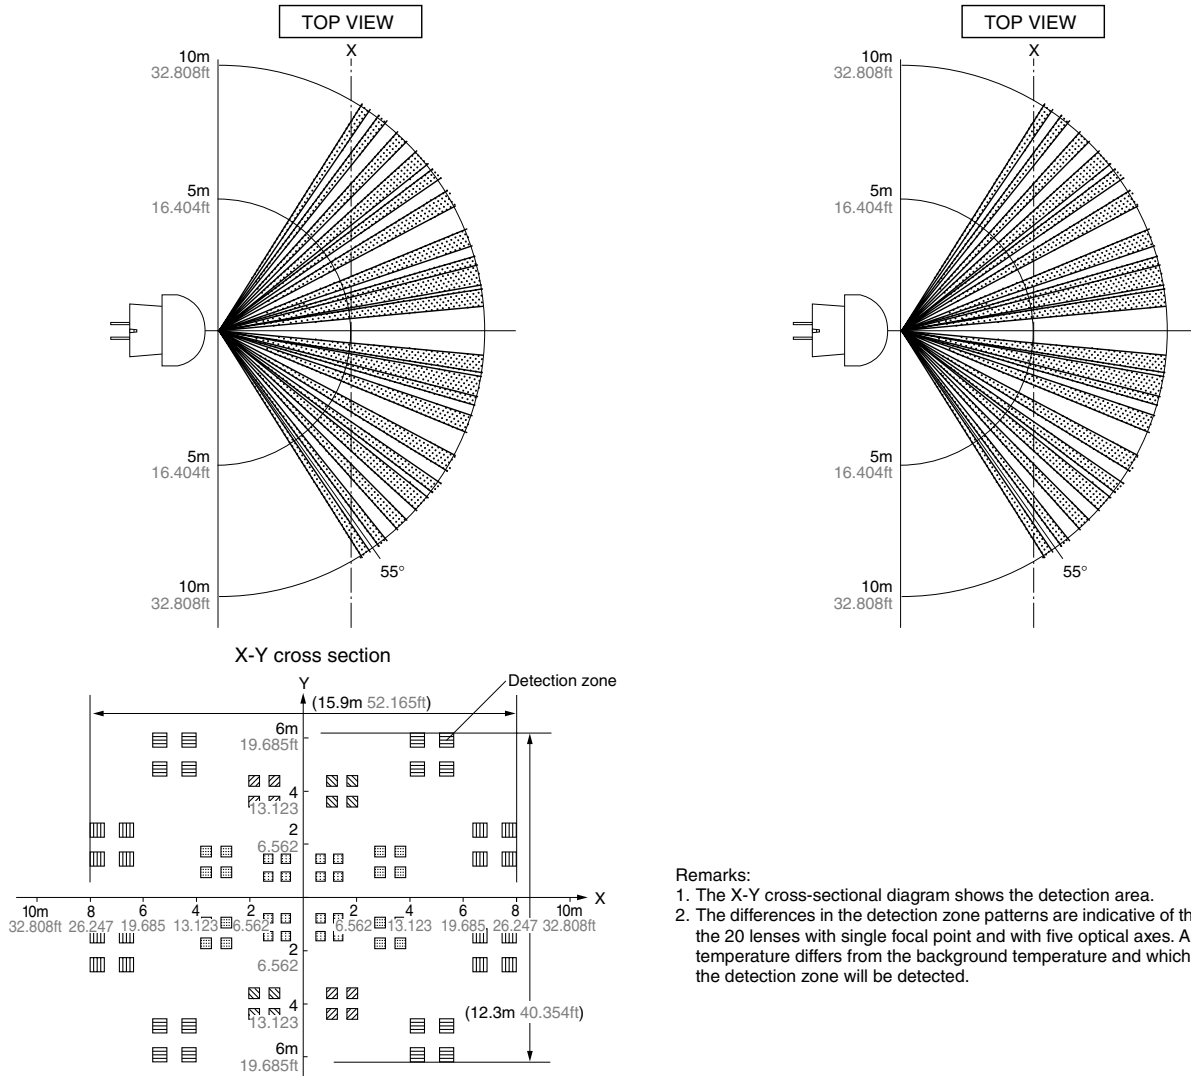 TOP VIEW
X
10m
32.808ft
5m
16.404ft
5m
16.404ft
10m
32.808ft
55°
TOP VIEW
X
10m
32.808ft
5m
16.404ft
5m
16.404ft
10m
32.808ft
55°
X-Y cross section
Y
Detection zone
(15.9m 52.165ft)
6m
19.685ft
4
13.123
2
6.562
X
10m 8 6 4 2 2 4 6 8 10m
32.808ft 26.247 19.685 13.123 6.562 6.562 13.123 19.685 26.247 32.808ft
2
6.562
4
13.123
(12.3m 40.354ft)
6m
19.685ft
Remarks:
1. The X-Y cross-sectional diagram shows the detection area.
2. The differences in the detection zone patterns are indicative of th
the 20 lenses with single focal point and with five optical axes. A
temperature differs from the background temperature and which
the detection zone will be detected.